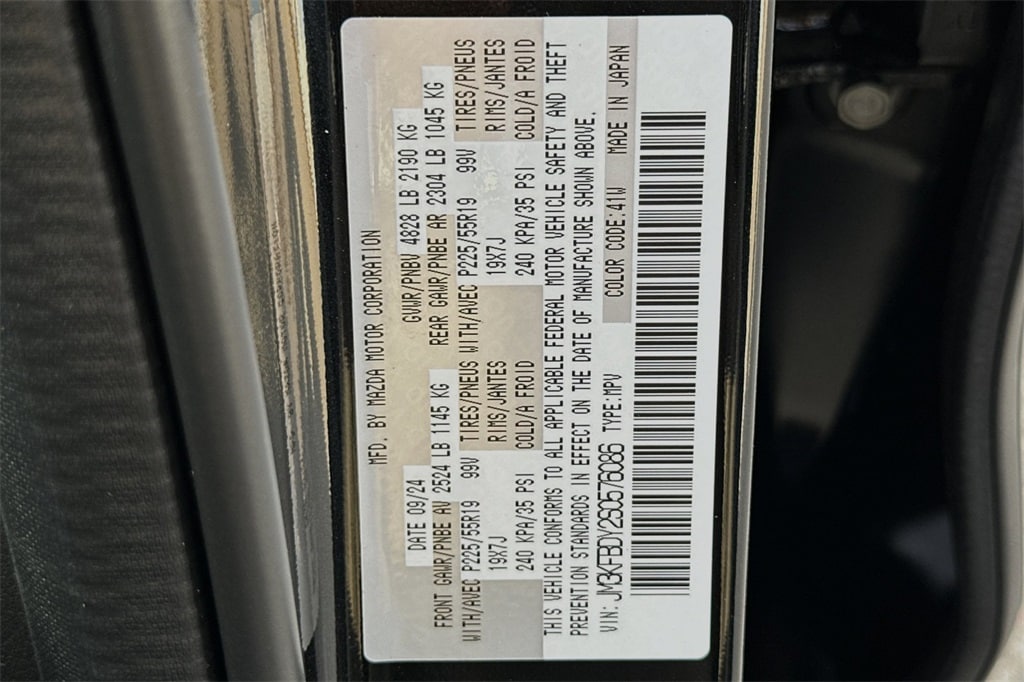 MFD. BY MAZDA MOTOR CORPORATION
DATE 09/24 GVWR/PNBV 4828 LB 2190 KG
FRONT GAWR/PNBE AV 2524 LB 1145 KG REAR GAWR/PNBE AR 2304 LB 1045 KG
WITH/AVEC P225/55R19 99V TIRES/PNEUS WITH/AVEC P225/55R19 99V TIRES/PNEUS
19X7J RIMS/JANTES 19X7J RIMS/JANTES
240 KPA/35 PSI COLD/A FROID 240 KPA/35 PSI COLD/A FROID
THIS VEHICLE CONFORMS TO ALL APPLICABLE FEDERAL MOTOR VEHICLE SAFETY AND THEFT
PREVENTION STANDARDS IN EFFECT ON THE DATE OF MANUFACTURE SHOWN ABOVE.
VIN: JM3KFBDY2S0576086 TYPE:MPV COLOR CODE:41W MADE IN JAPAN